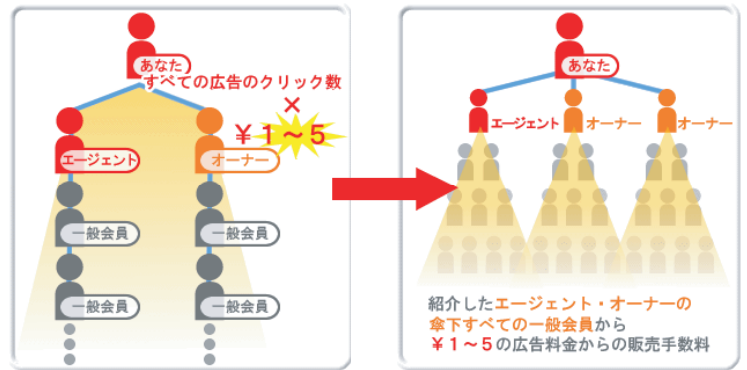 あなた
すべての広告のクリック数
×
￥１～５
エージェント
オーナー
一般会員
一般会員
一般会員
一般会員
あなた
エージェント
オーナー
オーナー
紹介したエージェント・オーナーの
傘下すべての一般会員から
￥１～５の広告料金からの販売手数料